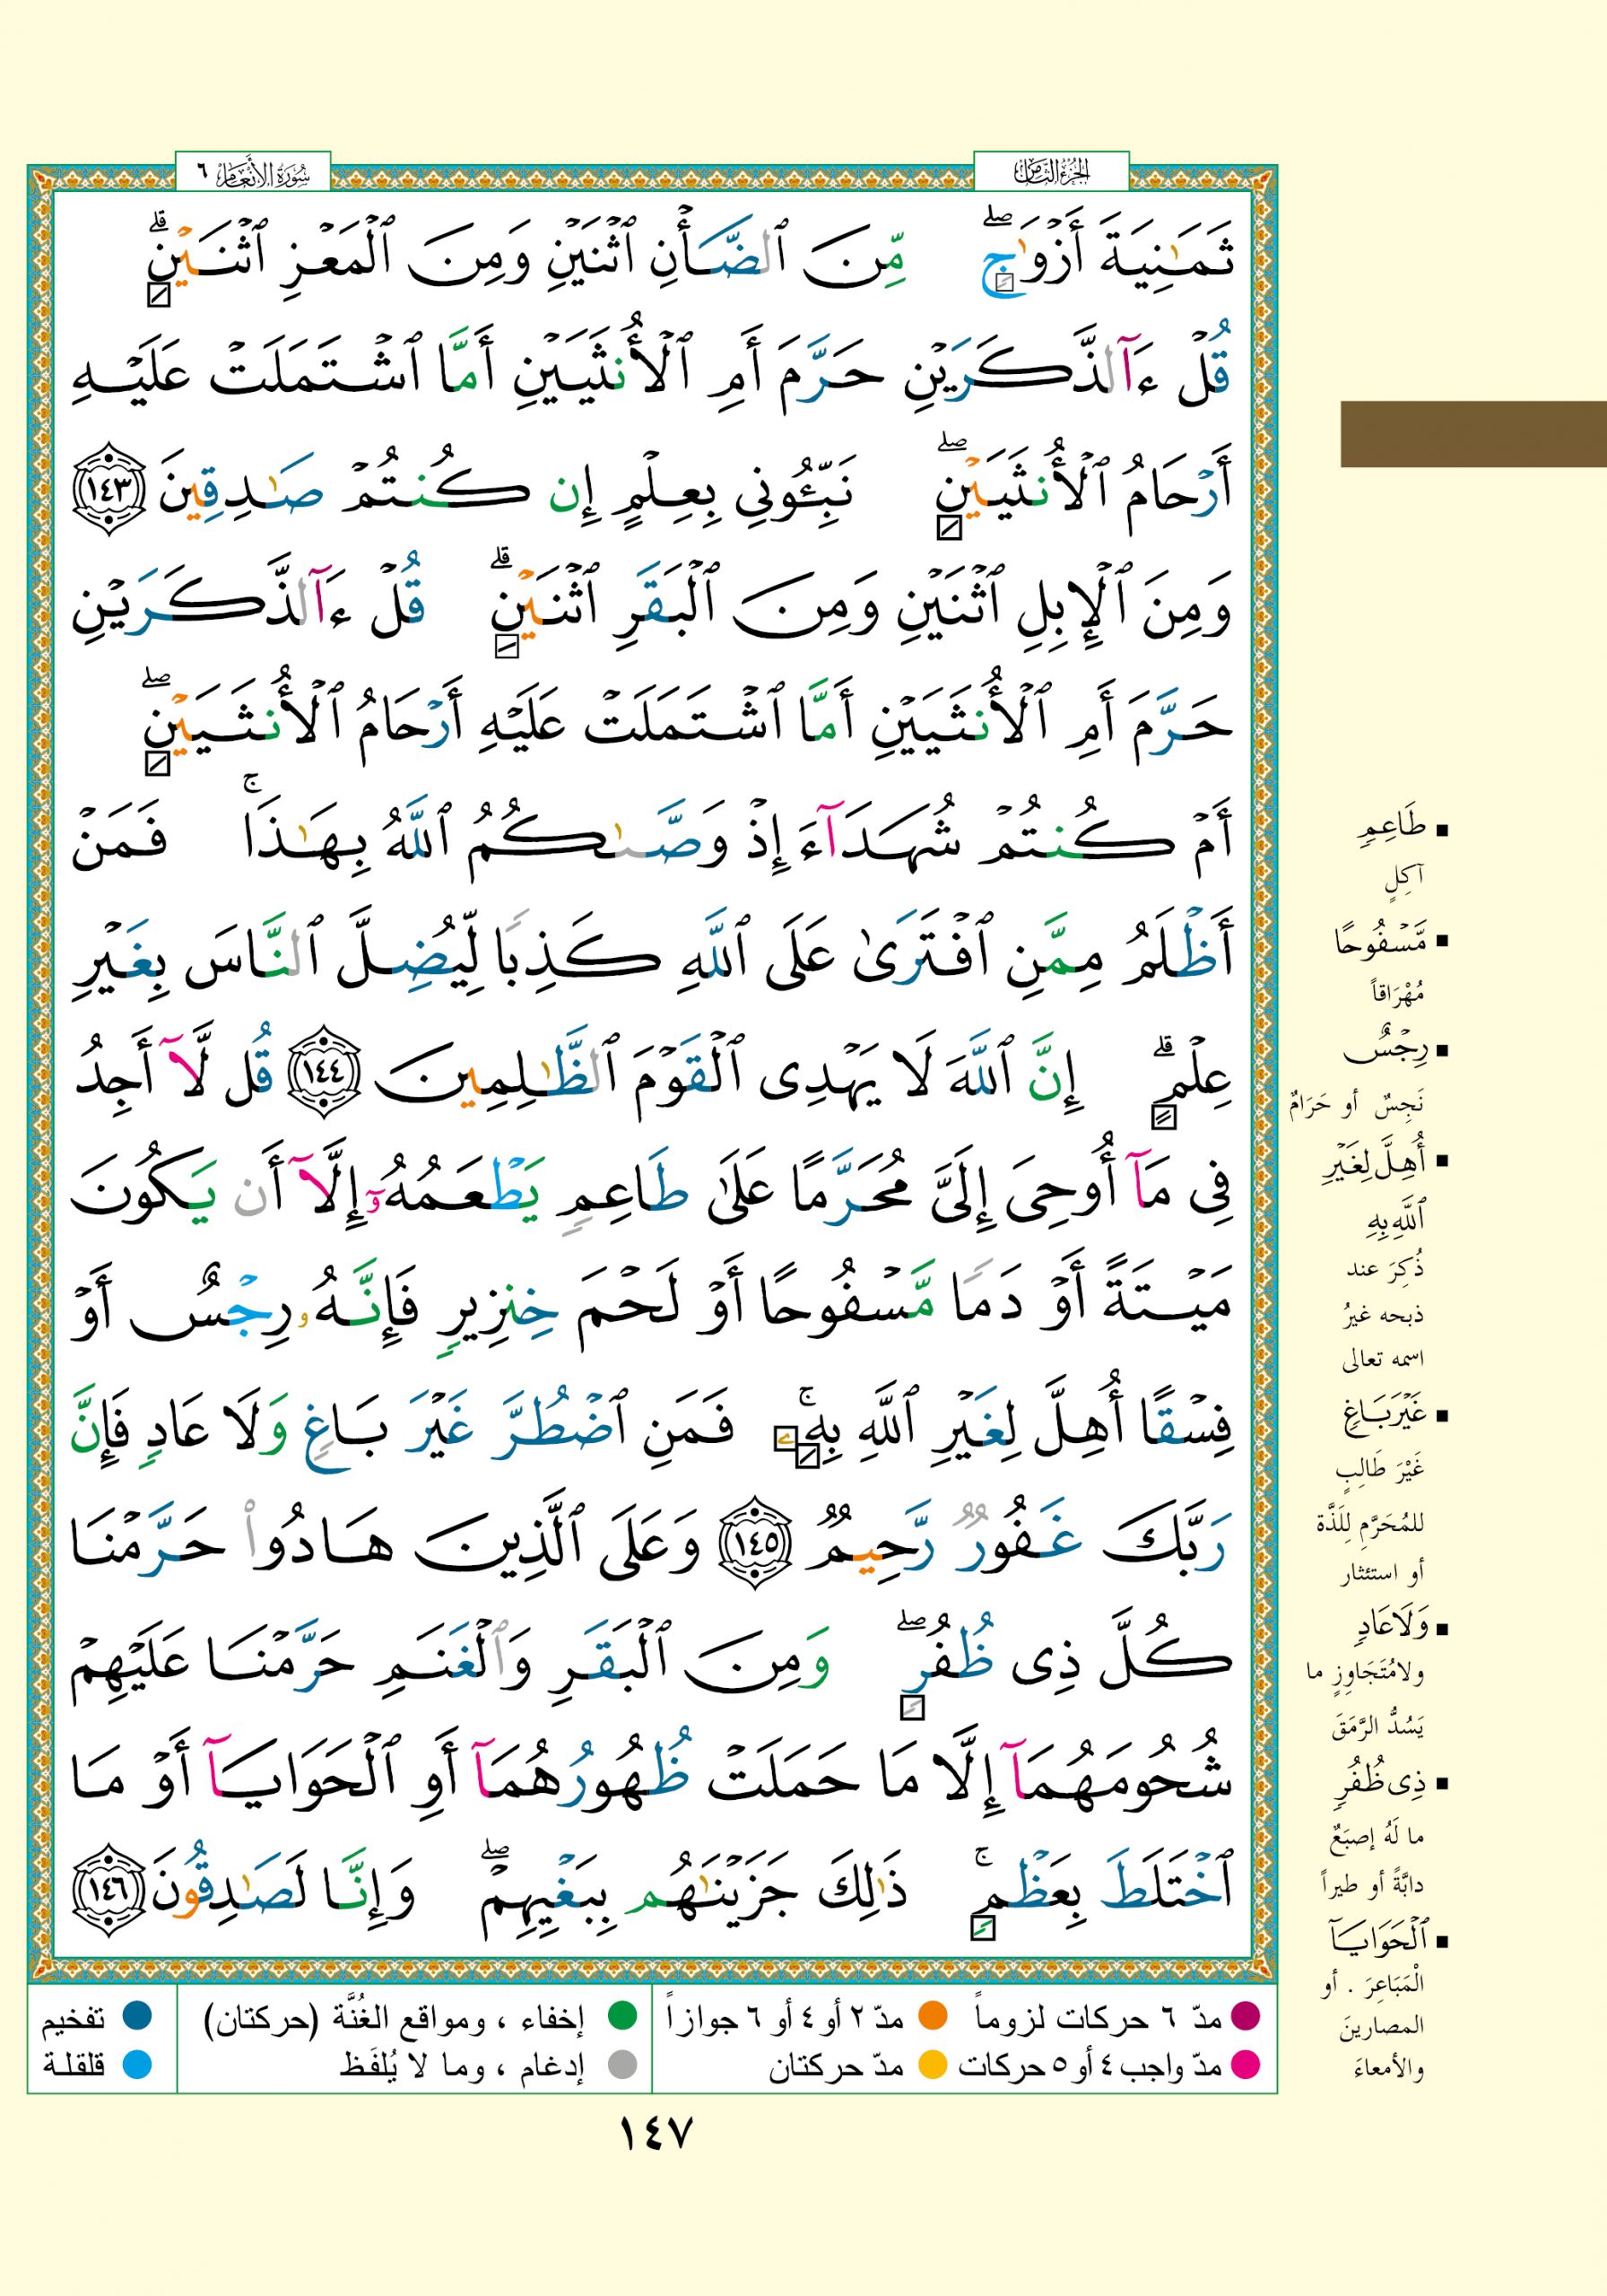 الجزء الثامن
سورة الأنعام ٦
ثَمَٰنِيَةَ أَزْوَٰجٍ ۖ مِّنَ ٱلضَّأْنِ ٱثْنَيْنِ وَمِنَ ٱلْمَعْزِ ٱثْنَيْنِ ۗ
قُلْ ءَآلذَّكَرَيْنِ حَرَّمَ أَمِ ٱلْأُنثَيَيْنِ أَمَّا ٱشْتَمَلَتْ عَلَيْهِ
أَرْحَامُ ٱلْأُنثَيَيْنِ ۖ نَبِّـُٔونِي بِعِلْمٍ إِن كُنتُمْ صَٰدِقِينَ ١٤٣
وَمِنَ ٱلْإِبِلِ ٱثْنَيْنِ وَمِنَ ٱلْبَقَرِ ٱثْنَيْنِ ۗ قُلْ ءَآلذَّكَرَيْنِ
حَرَّمَ أَمِ ٱلْأُنثَيَيْنِ أَمَّا ٱشْتَمَلَتْ عَلَيْهِ أَرْحَامُ ٱلْأُنثَيَيْنِ ۖ
أَمْ كُنتُمْ شُهَدَآءَ إِذْ وَصَّىٰكُمُ ٱللَّهُ بِهَٰذَا ۚ فَمَنْ
أَظْلَمُ مِمَّنِ ٱفْتَرَىٰ عَلَى ٱللَّهِ كَذِبًا لِّيُضِلَّ ٱلنَّاسَ بِغَيْرِ
عِلْمٍ ۗ إِنَّ ٱللَّهَ لَا يَهْدِى ٱلْقَوْمَ ٱلظَّٰلِمِينَ ١٤٤ قُل لَّآ أَجِدُ
فِى مَآ أُوحِىَ إِلَىَّ مُحَرَّمًا عَلَىٰ طَاعِمٍ يَطْعَمُهُۥٓ إِلَّآ أَن يَكُونَ
مَيْتَةً أَوْ دَمًا مَّسْفُوحًا أَوْ لَحْمَ خِنزِيرٍ فَإِنَّهُۥ رِجْسٌ أَوْ
فِسْقًا أُهِلَّ لِغَيْرِ ٱللَّهِ بِهِۦ ۚ فَمَنِ ٱضْطُرَّ غَيْرَ بَاغٍ وَلَا عَادٍ فَإِنَّ
رَبَّكَ غَفُورٌ رَّحِيمٌ ١٤٥ وَعَلَى ٱلَّذِينَ هَادُوا۟ حَرَّمْنَا
كُلَّ ذِى ظُفُرٍ ۖ وَمِنَ ٱلْبَقَرِ وَٱلْغَنَمِ حَرَّمْنَا عَلَيْهِمْ
شُحُومَهُمَآ إِلَّا مَا حَمَلَتْ ظُهُورُهُمَآ أَوِ ٱلْحَوَايَآ أَوْ مَا
ٱخْتَلَطَ بِعَظْمٍ ۚ ذَٰلِكَ جَزَيْنَٰهُم بِبَغْيِهِمْ ۖ وَإِنَّا لَصَٰدِقُونَ ١٤٦
▪ طَاعِمٍ
آكِلٍ
▪ مَّسْفُوحًا
مُهْرَاقاً
▪ رِجْسٌ
نَجِسٌ أو حَرَامٌ
▪ أُهِلَّ لِغَيْرِ
ٱللَّهِ بِهِ
ذُكِرَ عند
ذبحه غيرُ
اسمه تعالى
▪ غَيْرَ بَاغٍ
غَيْرَ طَالِبٍ
للمُحَرَّمِ لِلَذَّة
أو استئثار
▪ وَلَا عَادٍ
ولا مُتَجَاوِزٍ ما
يَسُدُّ الرَّمَقَ
▪ ذِى ظُفُرٍ
ما لَهُ إصبَعٌ
دابَّةً أو طيراً
▪ ٱلْحَوَايَآ
الْمَبَاعِرَ . أو
المصارينَ
والأمعاءَ
مدّ ٦ حركات لزوماً مدّ ٢ أو ٤ أو ٦ جوازاً إخفاء ، ومواقع الغُنَّة (حركتان) تفخيم
مدّ واجب ٤ أو ٥ حركات مدّ حركتان إدغام ، وما لا يُلفَظ قلقلة
١٤٧